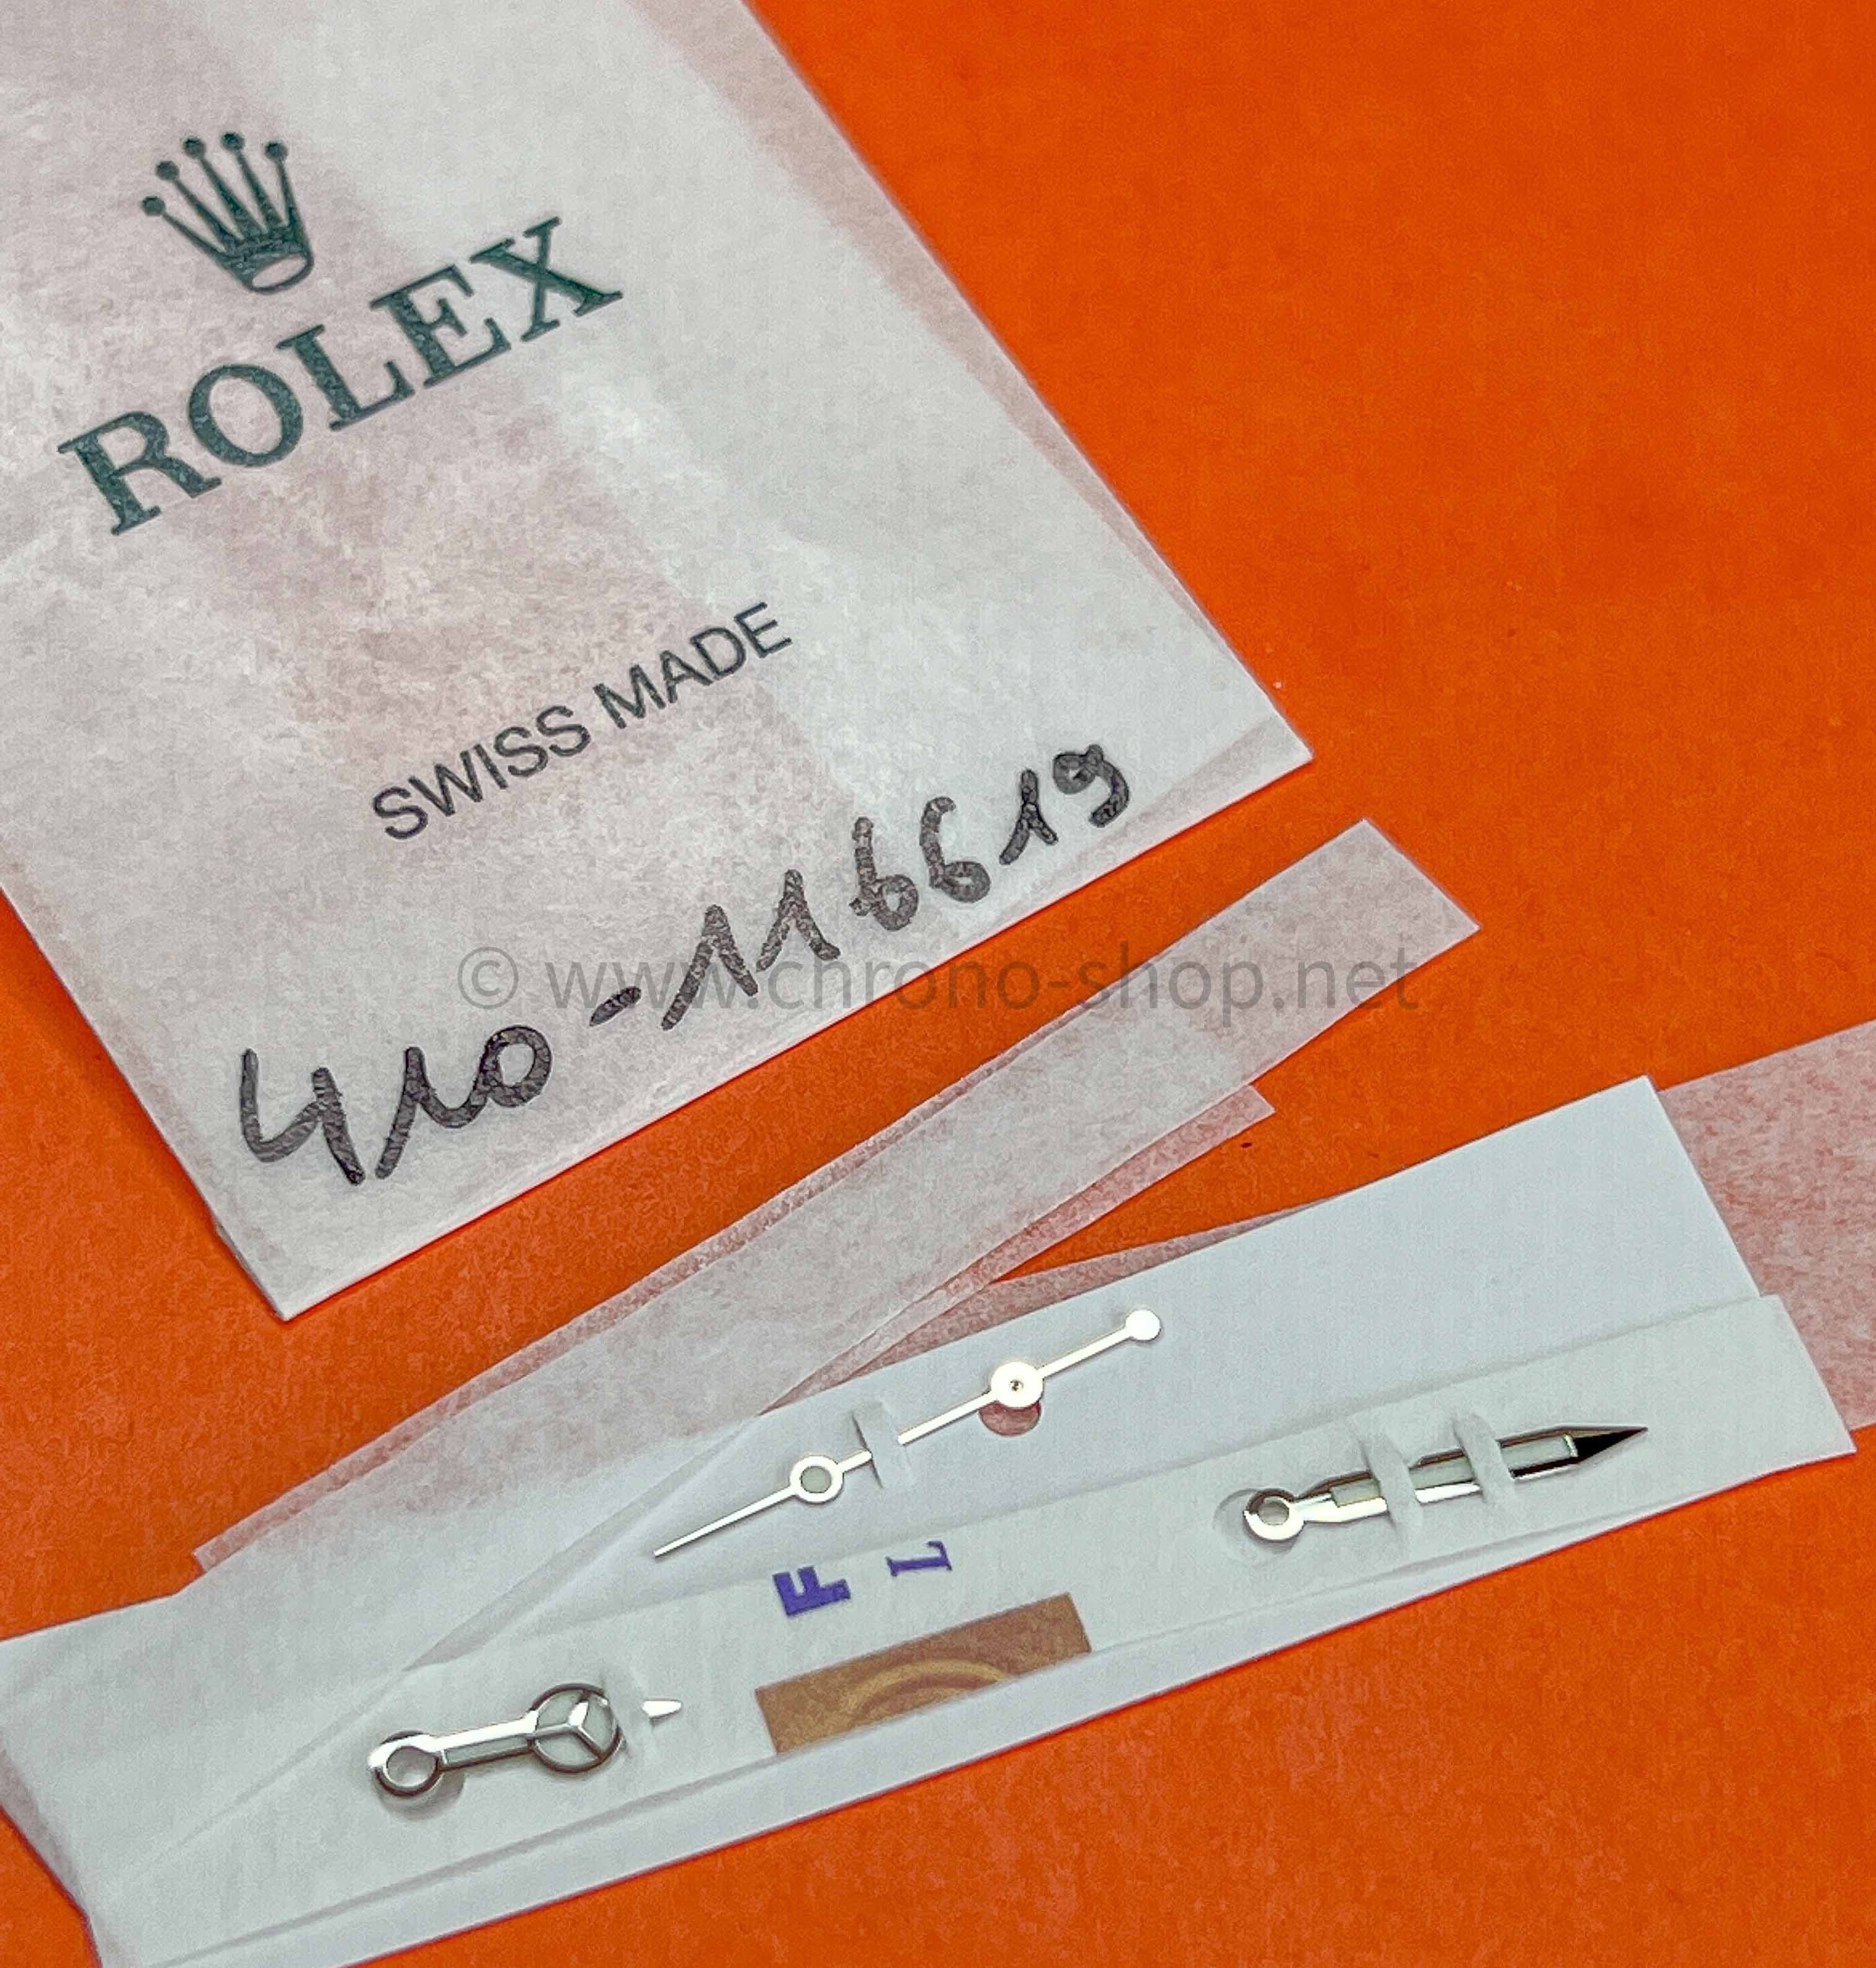 ROLEX
SWISS MADE
410-116619
© www.chrono-shop.net
F
L